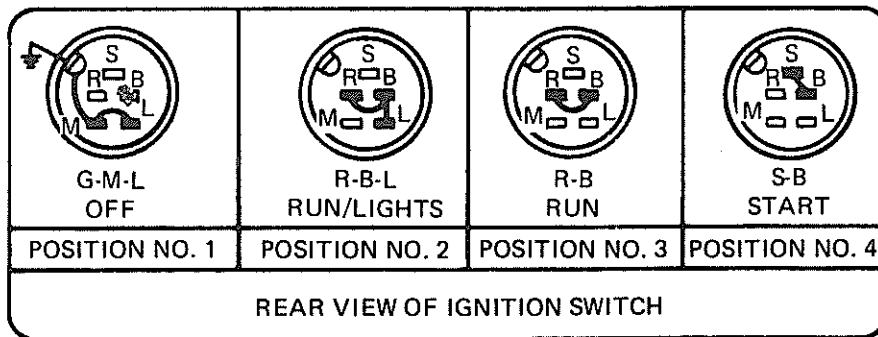 S
R B
M L
G-M-L
OFF
POSITION NO. 1
S
R B
M L
R-B-L
RUN/LIGHTS
POSITION NO. 2
S
R B
M L
R-B
RUN
POSITION NO. 3
S
R B
M L
S-B
START
POSITION NO. 4
REAR VIEW OF IGNITION SWITCH